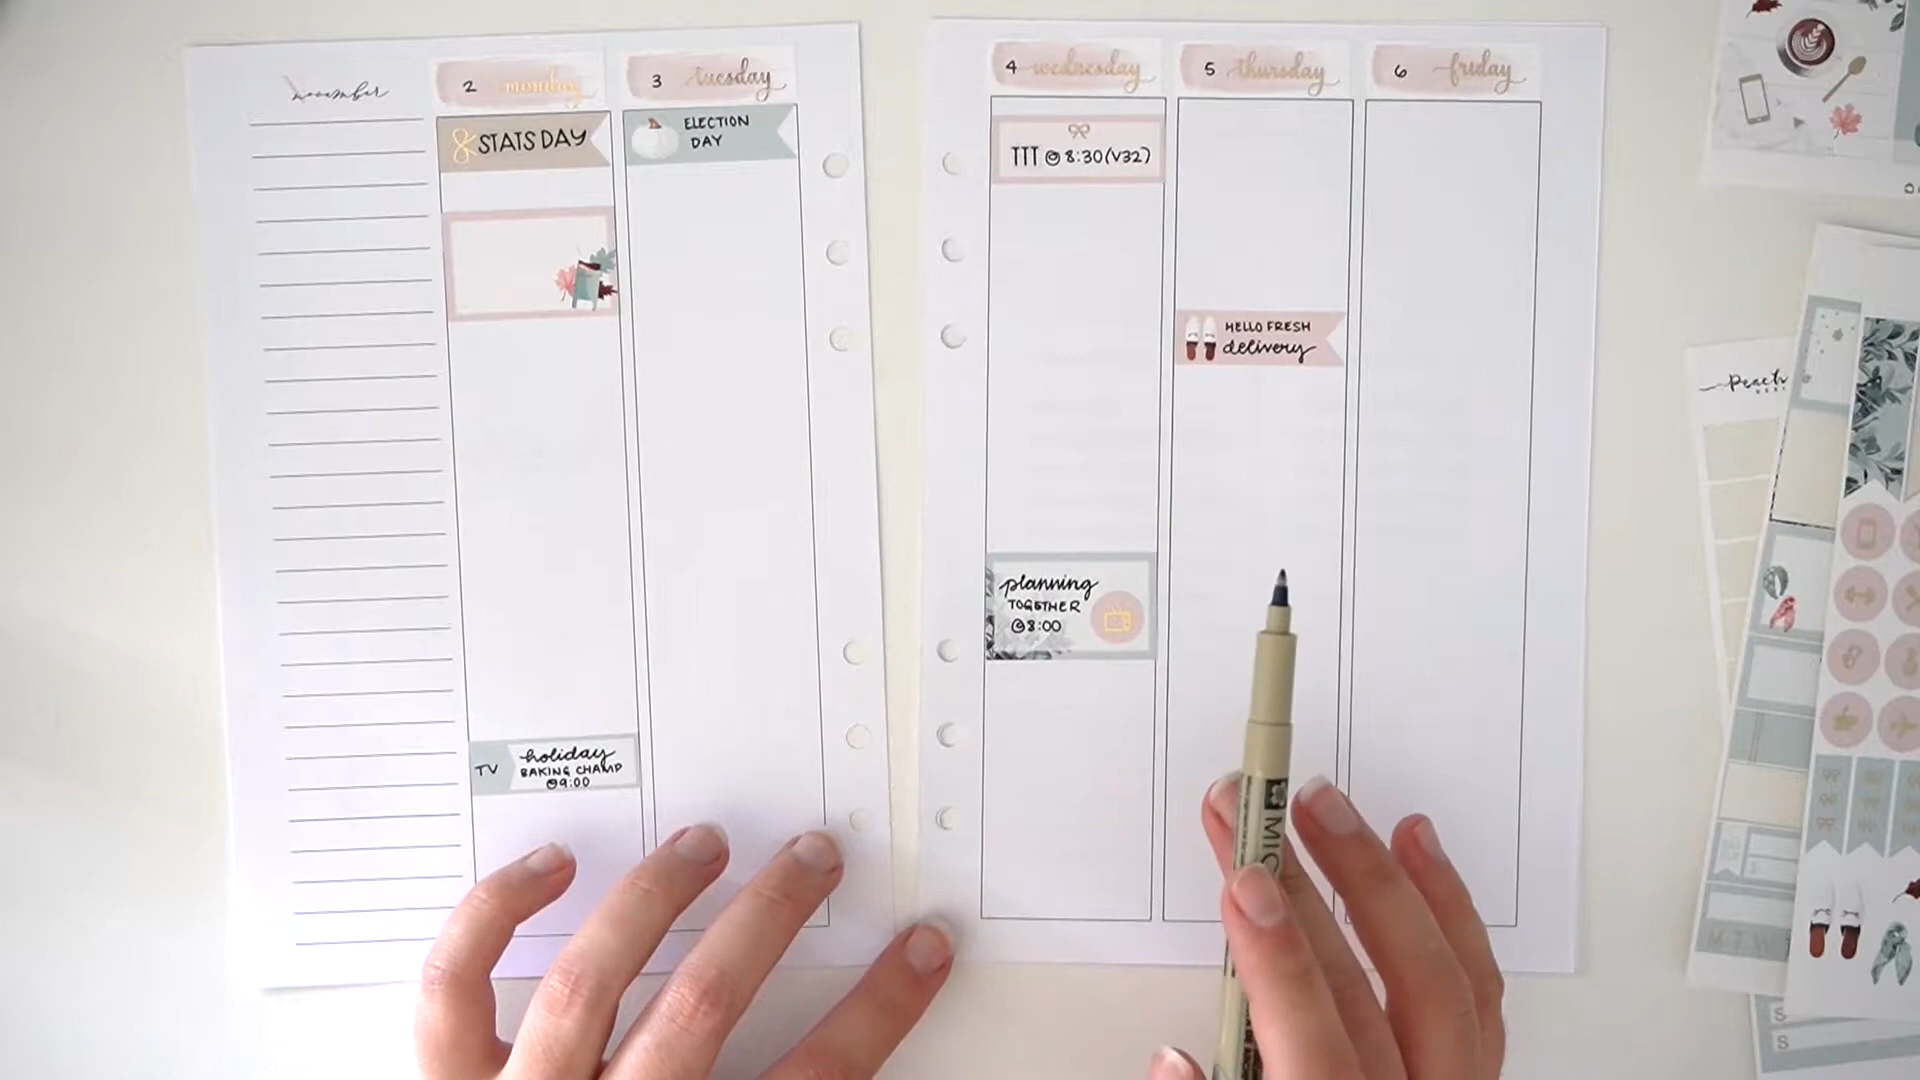 november
2 monday
3 tuesday
4 wednesday
5 thursday
6 friday
STATS DAY
ELECTION
DAY
TTT @ 8:30 (V32)
HELLO FRESH
delivery
planning
TOGETHER
@8:00
TV
holiday
BAKING CHAMP
@9:00
MIC
M T W
S
S